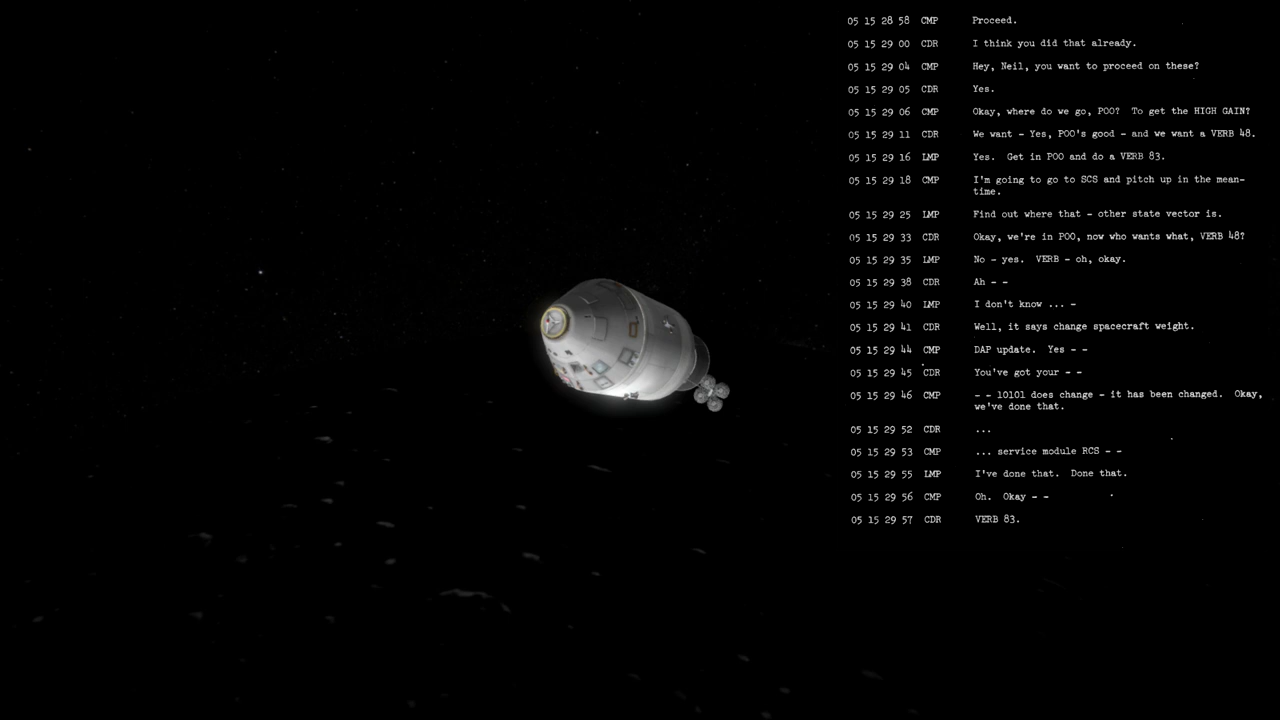 05 15 28 58 CMP Proceed.
05 15 29 00 CDR I think you did that already.
05 15 29 04 CMP Hey, Neil, you want to proceed on these?
05 15 29 05 CDR Yes.
05 15 29 06 CMP Okay, where do we go, POO? To get the HIGH GAIN?
05 15 29 11 CDR We want - Yes, POO's good - and we want a VERB 48.
05 15 29 16 LMP Yes. Get in POO and do a VERB 83.
05 15 29 18 CMP I'm going to go to SCS and pitch up in the mean-
time.
05 15 29 25 LMP Find out where that - other state vector is.
05 15 29 33 CDR Okay, we're in POO, now who wants what, VERB 48?
05 15 29 35 LMP No - yes. VERB - oh, okay.
05 15 29 38 CDR Ah - -
05 15 29 40 LMP I don't know ... -
05 15 29 41 CDR Well, it says change spacecraft weight.
05 15 29 44 CMP DAP update. Yes - -
05 15 29 45 CDR You've got your - -
05 15 29 46 CMP - - 10101 does change - it has been changed. Okay,
we've done that.
05 15 29 52 CDR ...
05 15 29 53 CMP ... service module RCS - -
05 15 29 55 LMP I've done that. Done that.
05 15 29 56 CMP Oh. Okay - -
05 15 29 57 CDR VERB 83.